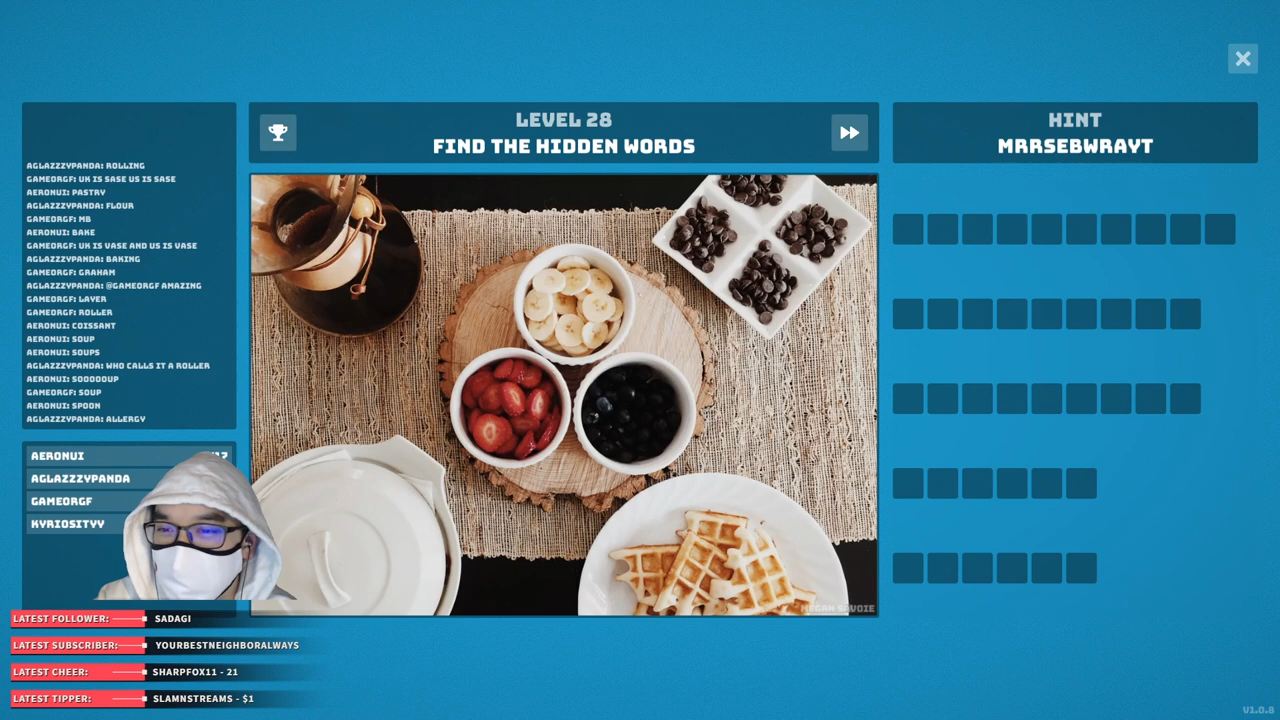 LEVEL 28
FIND THE HIDDEN WORDS
HINT
MRRSEBWRAYT
AGLAZZZYPANDA: ROLLING
GAMEORGF: UK IS SASE US IS SASE
AERONUI: PASTRY
AGLAZZZYPANDA: FLOUR
GAMEORGF: MB
AERONUI: BAKE
GAMEORGF: UK IS VASE AND US IS VASE
AGLAZZZYPANDA: BAKING
GAMEORGF: GRAHAM
AGLAZZZYPANDA: @GAMEORGF AMAZING
GAMEORGF: LAYER
GAMEORGF: ROLLER
AERONUI: COISSANT
AERONUI: SOUP
AERONUI: SOUPS
AGLAZZZYPANDA: WHO CALLS IT A ROLLER
AERONUI: SOOOOOUP
GAMEORGF: SOUP
AERONUI: SPOON
AGLAZZZYPANDA: ALLERGY
AERONUI
AGLAZZZYPANDA
GAMEORGF
KYRIOSITYY
MEGAN SAVOIE
LATEST FOLLOWER: SADAGI
LATEST SUBSCRIBER: YOURBESTNEIGHBORALWAYS
LATEST CHEER: SHARPFOX11 - 21
LATEST TIPPER: SLAMNSTREAMS - $1
V1.0.8